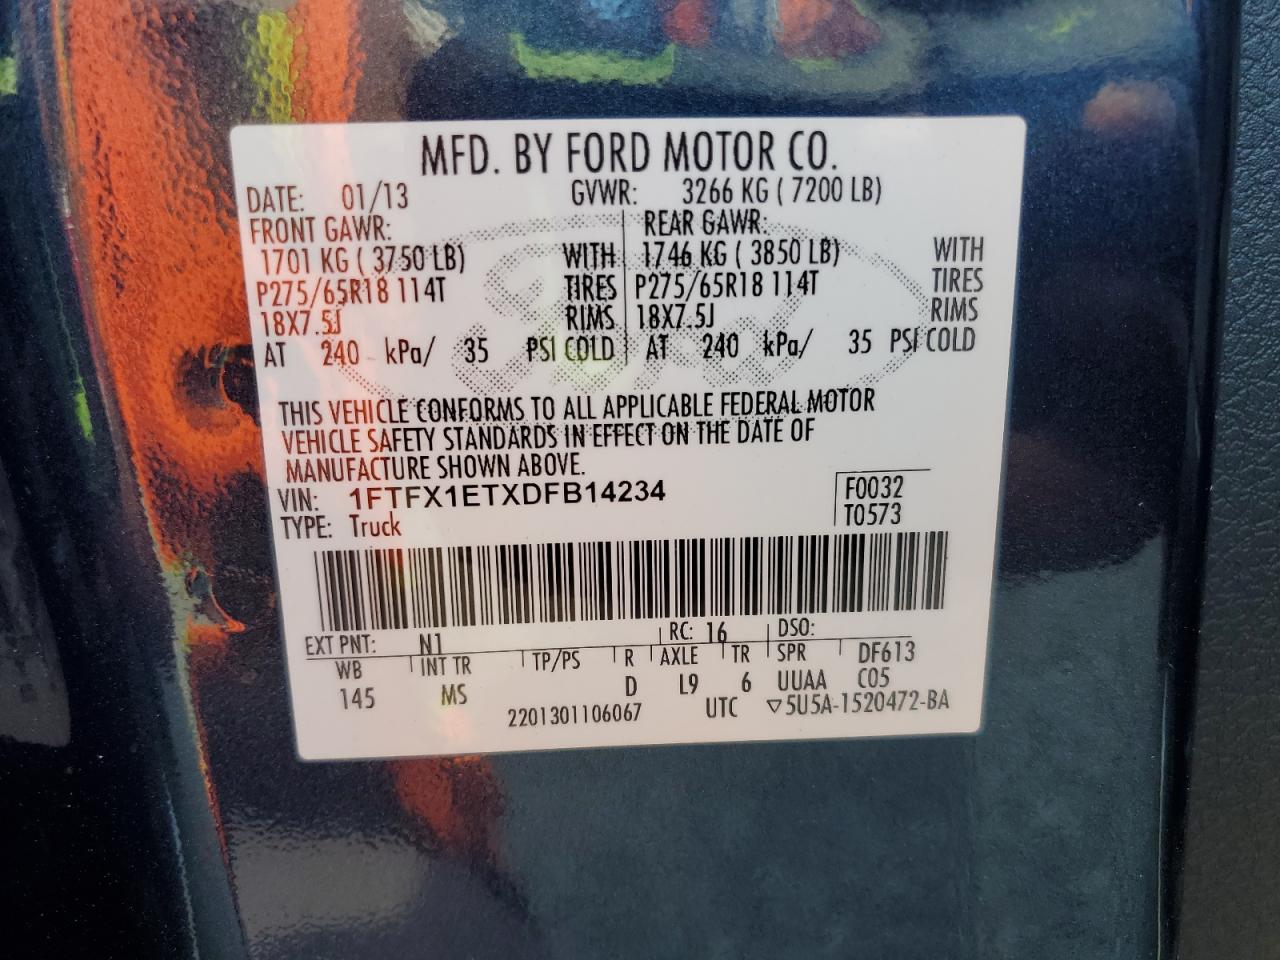 MFD. BY FORD MOTOR CO.
DATE: 01/13 GVWR: 3266 KG ( 7200 LB)
FRONT GAWR: REAR GAWR:
1701 KG ( 3750 LB) WITH 1746 KG ( 3850 LB) WITH
P275/65R18 114T TIRES P275/65R18 114T TIRES
18X7.5J RIMS 18X7.5J RIMS
AT 240 kPa/ 35 PSI COLD AT 240 kPa/ 35 PSI COLD
Ford
THIS VEHICLE CONFORMS TO ALL APPLICABLE FEDERAL MOTOR
VEHICLE SAFETY STANDARDS IN EFFECT ON THE DATE OF
MANUFACTURE SHOWN ABOVE.
VIN: 1FTFX1ETXDFB14234 F0032
TYPE: Truck T0573
EXT PNT: N1 RC: 16 DSO:
WB INT TR TP/PS R AXLE TR SPR DF613
145 MS D L9 6 UUAA C05
2201301106067 UTC ▽5U5A-1520472-BA